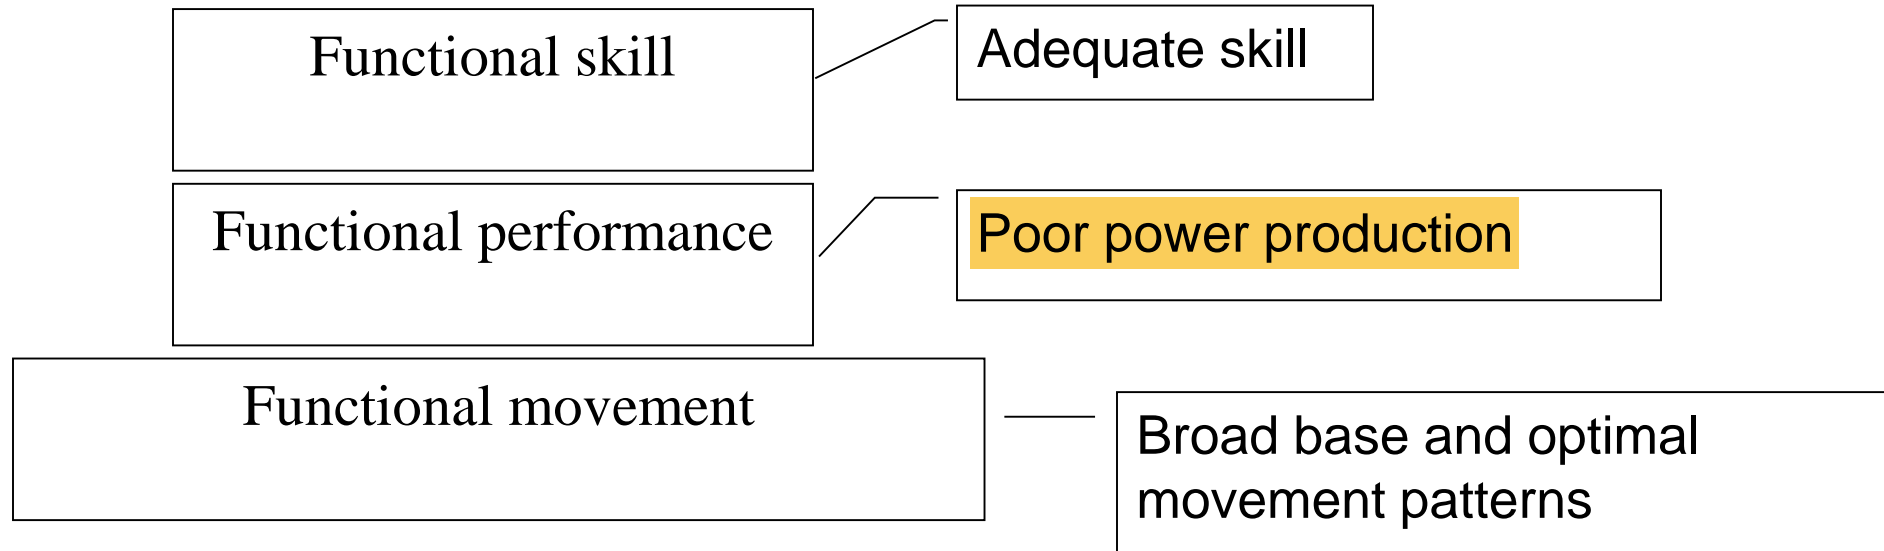 Functional skill
Adequate skill
Functional performance
Poor power production
Functional movement
Broad base and optimal
movement patterns